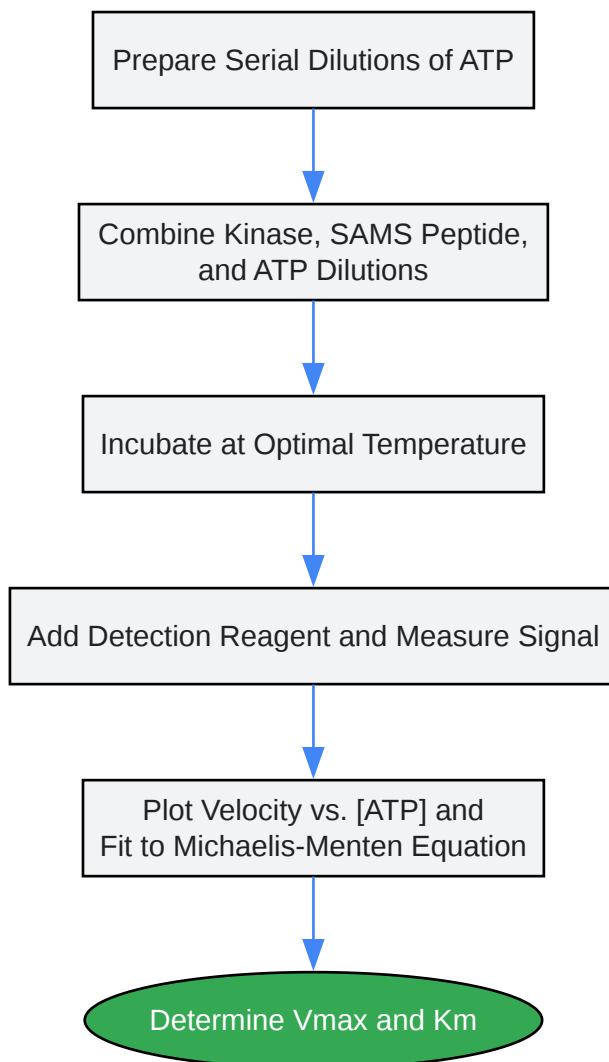 Prepare Serial Dilutions of ATP
Combine Kinase, SAMS Peptide,
and ATP Dilutions
Incubate at Optimal Temperature
Add Detection Reagent and Measure Signal
Plot Velocity vs. [ATP] and
Fit to Michaelis-Menten Equation
Determine Vmax and Km